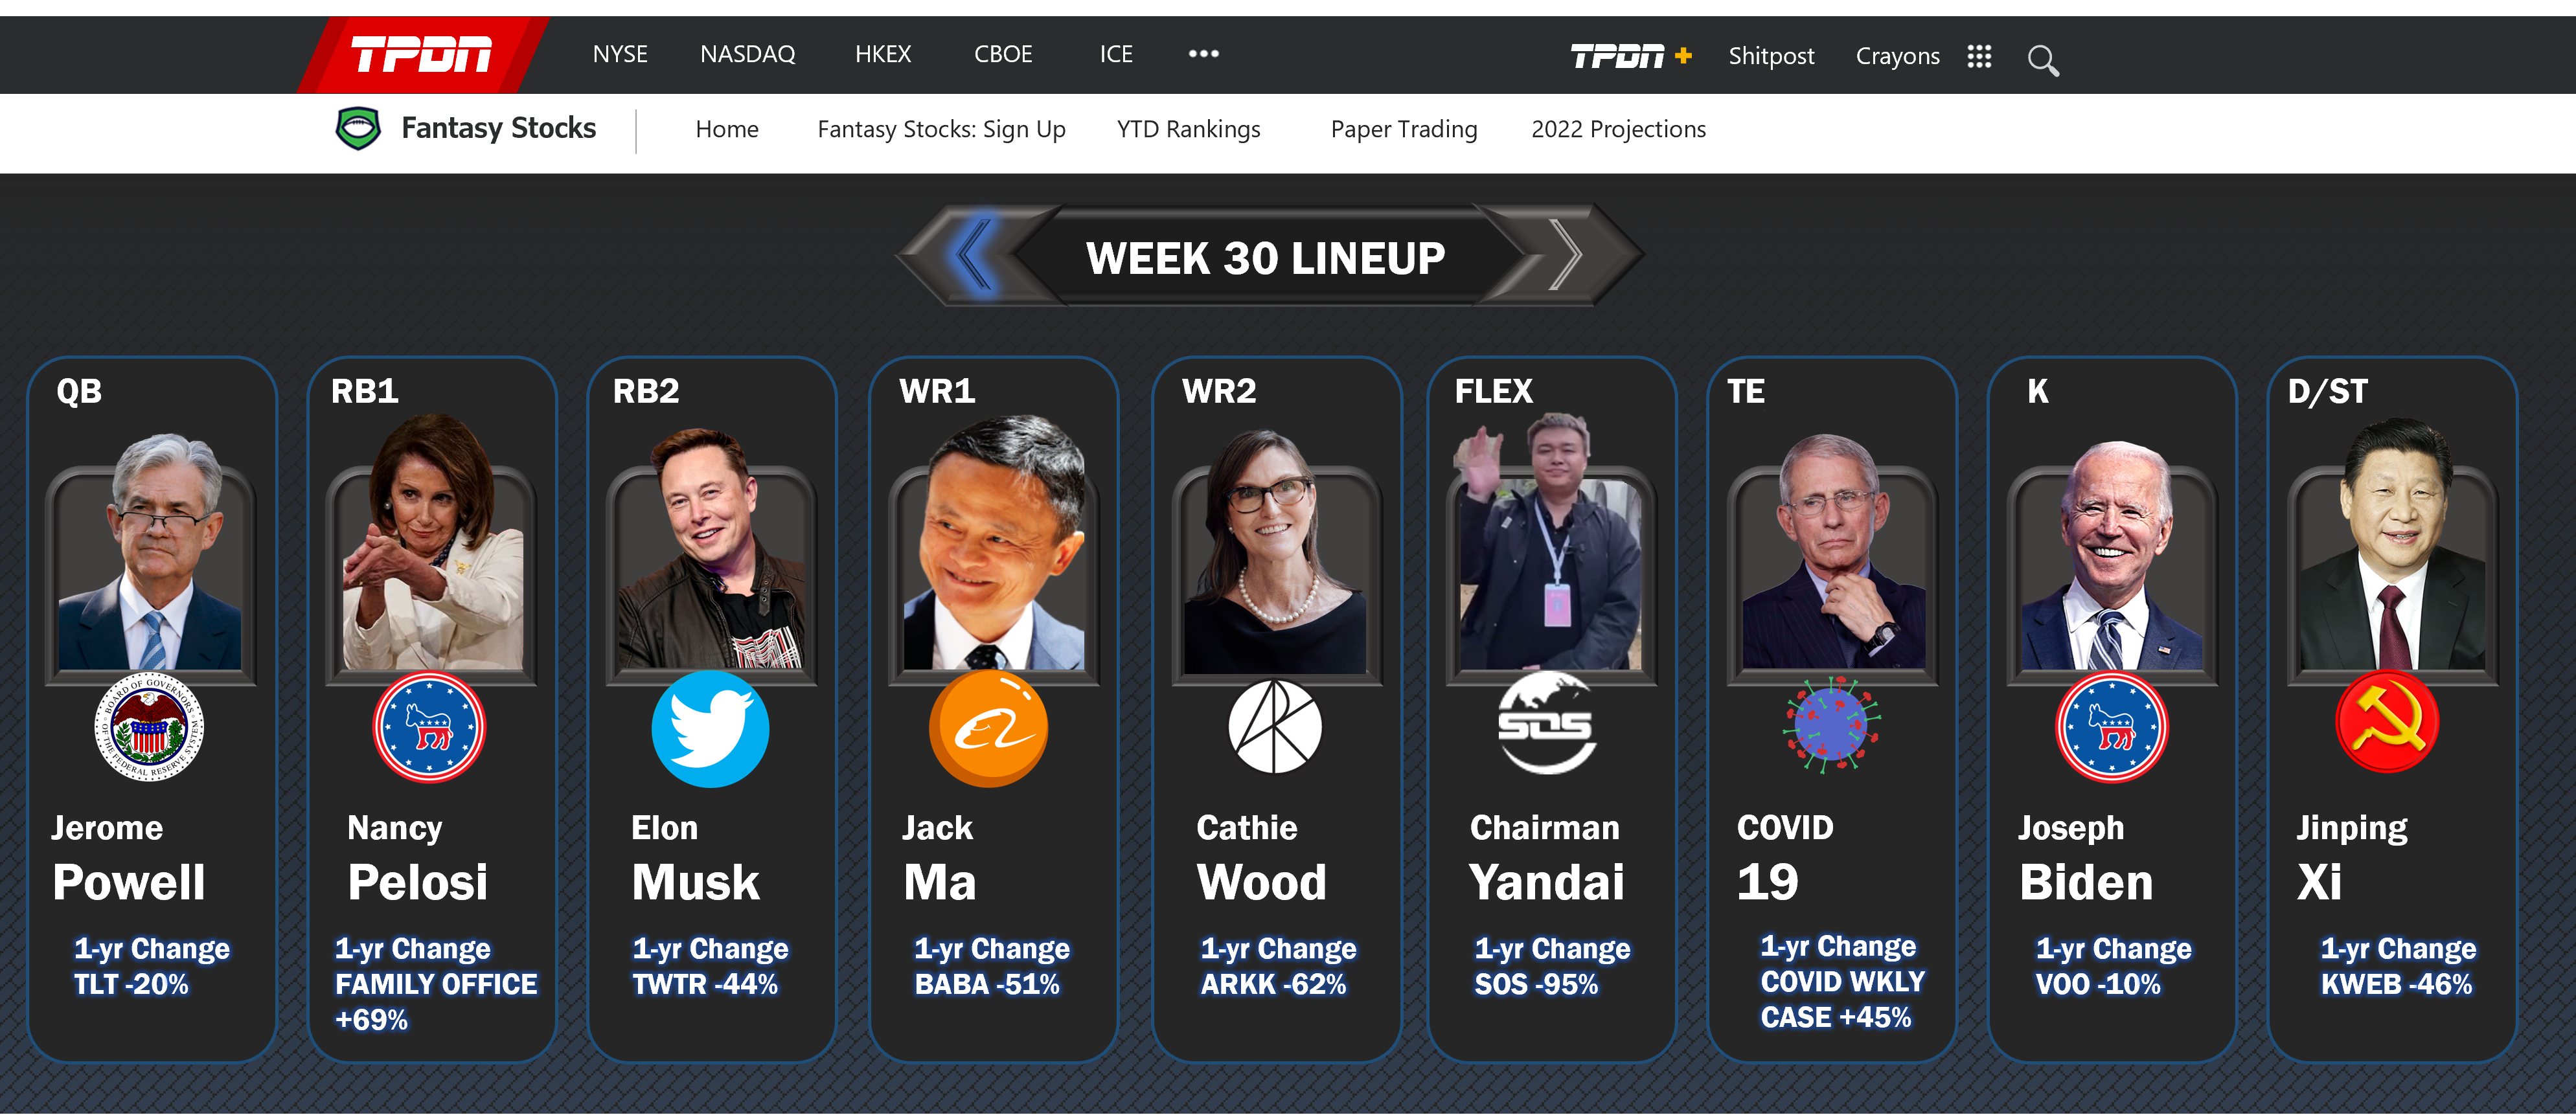 TPDN
NYSE
NASDAQ
HKEX
CBOE
ICE
TPDN +
Shitpost
Crayons
Fantasy Stocks
Home
Fantasy Stocks: Sign Up
YTD Rankings
Paper Trading
2022 Projections
WEEK 30 LINEUP
QB
BOARD OF GOVERNORS
OF THE FEDERAL RESERVE SYSTEM
Jerome
Powell
1-yr Change
TLT -20%
RB1
Nancy
Pelosi
1-yr Change
FAMILY OFFICE
+69%
RB2
Elon
Musk
1-yr Change
TWTR -44%
WR1
Jack
Ma
1-yr Change
BABA -51%
WR2
ARK
Cathie
Wood
1-yr Change
ARKK -62%
FLEX
SOS
Chairman
Yandai
1-yr Change
SOS -95%
TE
COVID
19
1-yr Change
COVID WKLY
CASE +45%
K
Joseph
Biden
1-yr Change
VOO -10%
D/ST
Jinping
Xi
1-yr Change
KWEB -46%